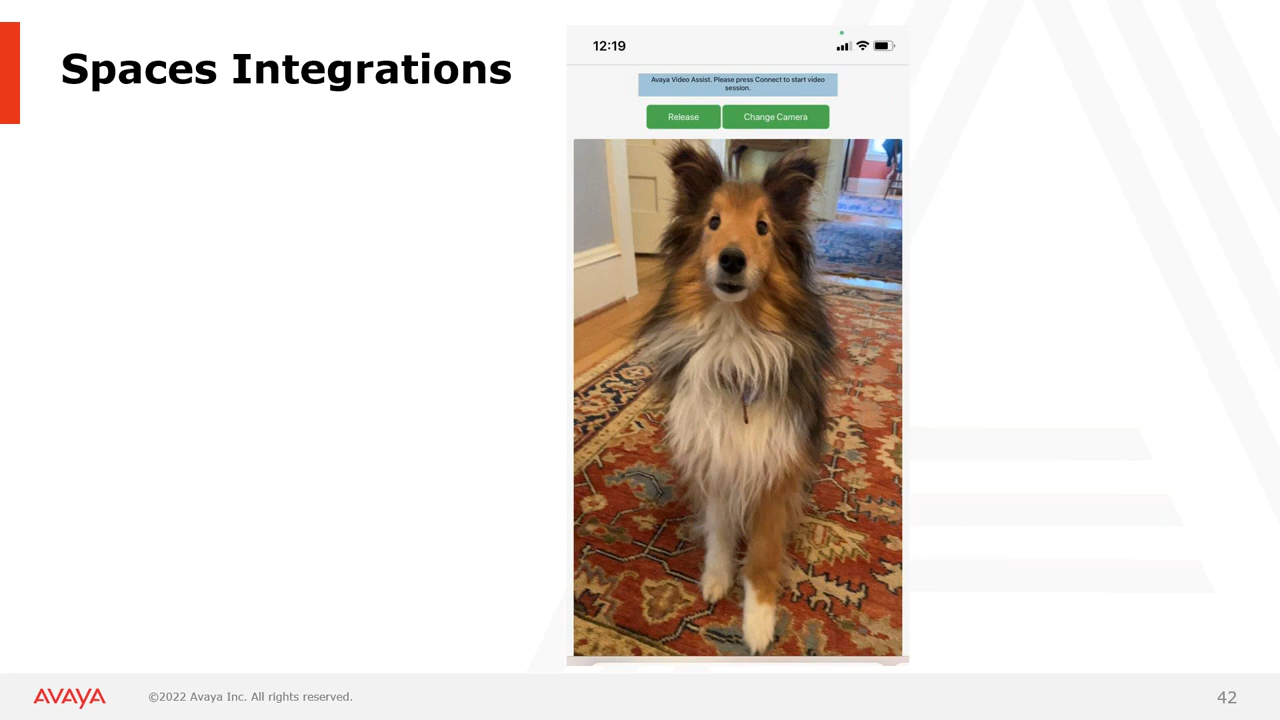 Spaces Integrations
12:19
Avaya Video Assist. Please press Connect to start video
session.
Release
Change Camera
AVAYA
©2022 Avaya Inc. All rights reserved.
42